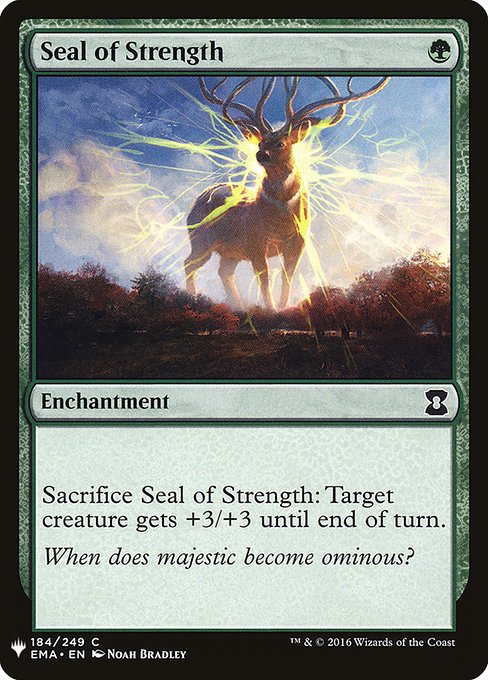 Seal of Strength
Enchantment
Sacrifice Seal of Strength: Target
creature gets +3/+3 until end of turn.
When does majestic become ominous?
184/249 C
EMA • EN Noah Bradley
™ & © 2016 Wizards of the Coast